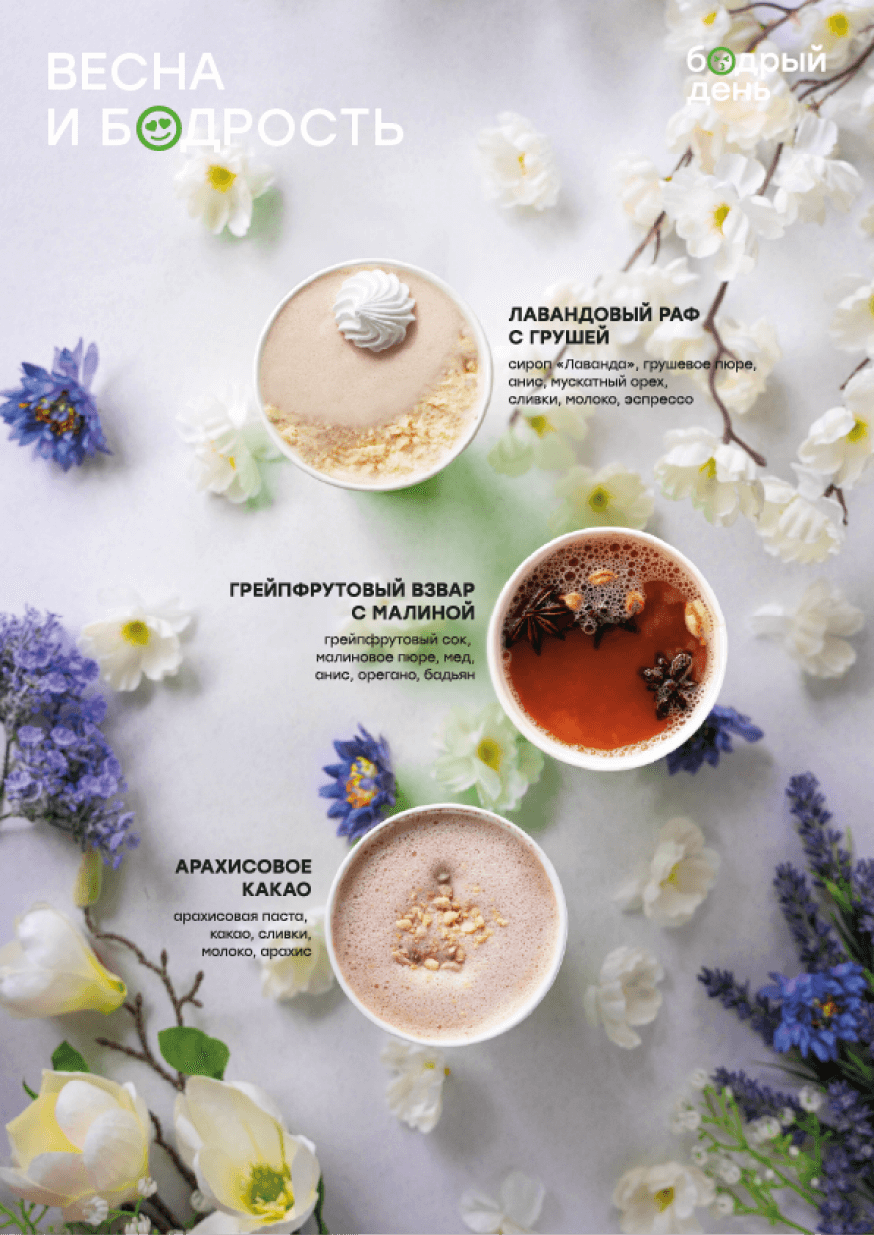 ВЕСНА
И БОДРОСТЬ
бодрый
день
ЛАВАНДОВЫЙ РАФ
С ГРУШЕЙ
сироп «Лаванда», грушевое пюре,
анис, мускатный орех,
сливки, молоко, эспрессо
ГРЕЙПФРУТОВЫЙ ВЗВАР
С МАЛИНОЙ
грейпфрутовый сок,
малиновое пюре, мед,
анис, орегано, бадьян
АРАХИСОВОЕ
КАКАО
арахисовая паста,
какао, сливки,
молоко, арахис